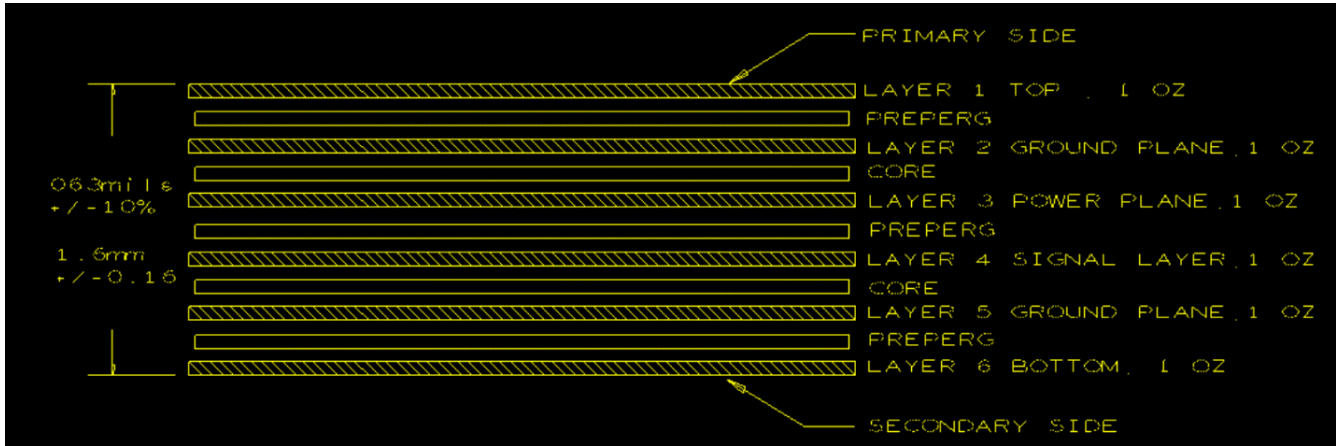 PRIMARY SIDE
LAYER 1 TOP . 1 OZ
PREPERG
LAYER 2 GROUND PLANE.1 OZ
CORE
063mils
+/-10%
LAYER 3 POWER PLANE.1 OZ
PREPERG
1.6mm
+/-0.16
LAYER 4 SIGNAL LAYER.1 OZ
CORE
LAYER 5 GROUND PLANE.1 OZ
PREPERG
LAYER 6 BOTTOM. 1 OZ
SECONDARY SIDE